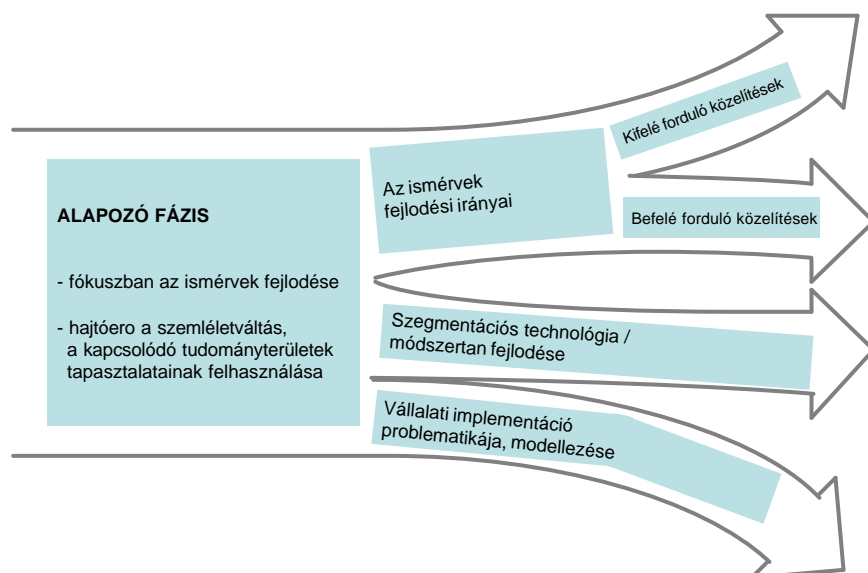 ALAPOZÓ FÁZIS
- fókuszban az ismérvek fejlodése
- hajtóero a szemléletváltás,
a kapcsolódó tudományterületek
tapasztalatainak felhasználása
Az ismérvek
fejlodési irányai
Kifelé forduló közelítések
Befelé forduló közelítések
Szegmentációs technológia /
módszertan fejlodése
Vállalati implementáció
problematikája, modellezése